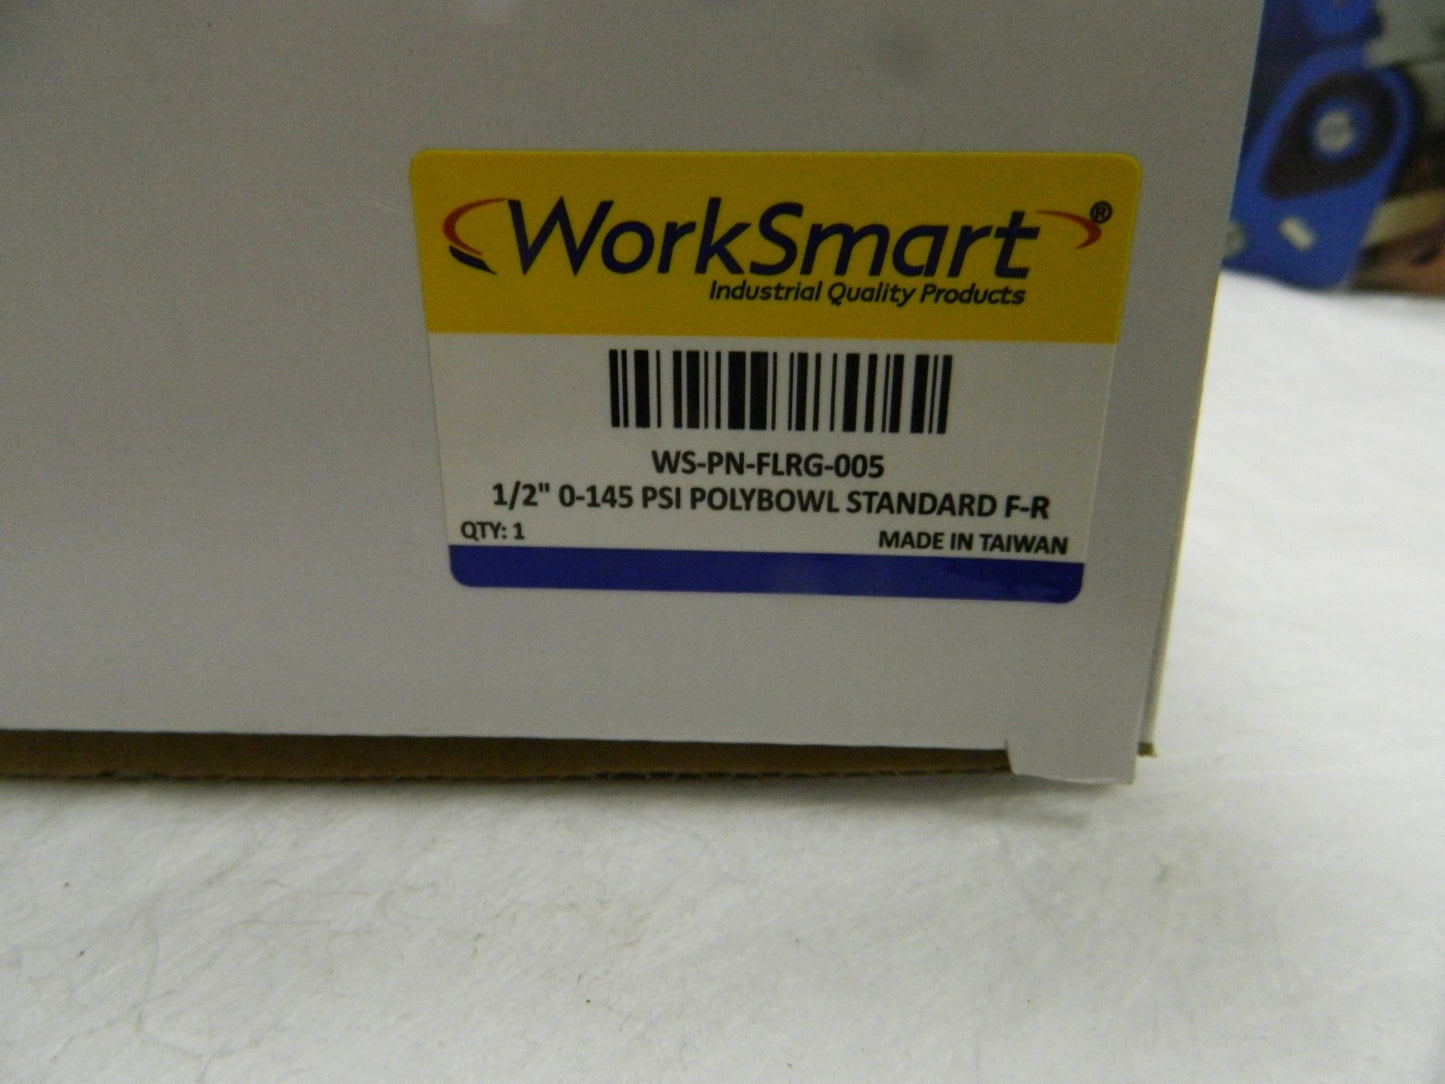 WorkSmart®
Industrial Quality Products
WS-PN-FLRG-005
1/2" 0-145 PSI POLYBOWL STANDARD F-R
QTY: 1 MADE IN TAIWAN